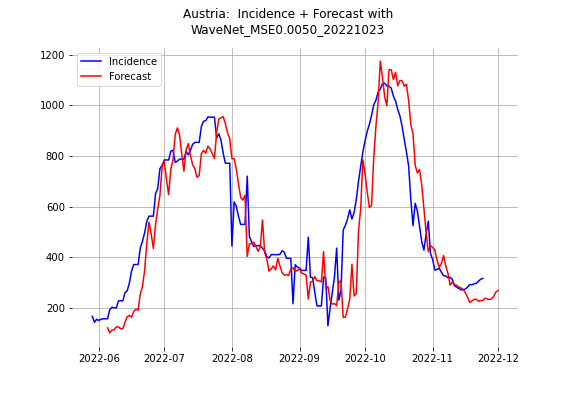 Austria:  Incidence + Forecast with
WaveNet_MSE0.0050_20221023
Incidence
Forecast
1200
1000
800
600
400
200
2022-06 2022-07 2022-08 2022-09 2022-10 2022-11 2022-12